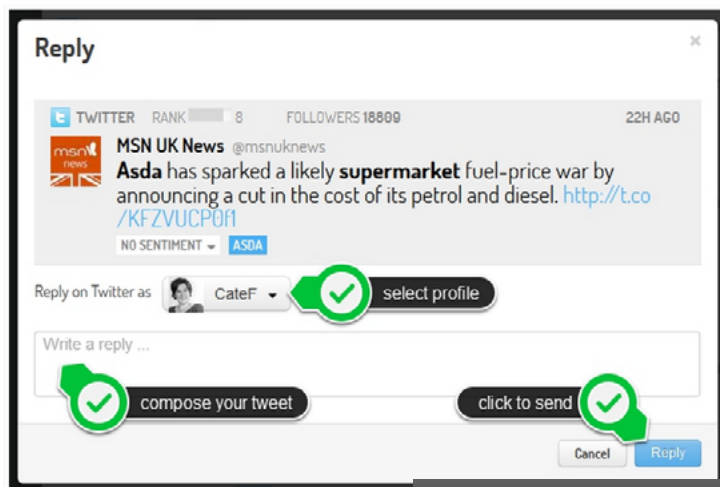 Reply
TWITTER RANK 8 FOLLOWERS 18809 22H AGO
msn
news
MSN UK News @msnuknews
Asda has sparked a likely supermarket fuel-price war by
announcing a cut in the cost of its petrol and diesel. http://t.co
/KFZVUCP0f1
NO SENTIMENT ASDA
Reply on Twitter as CateF select profile
Write a reply ...
compose your tweet click to send
Cancel Reply